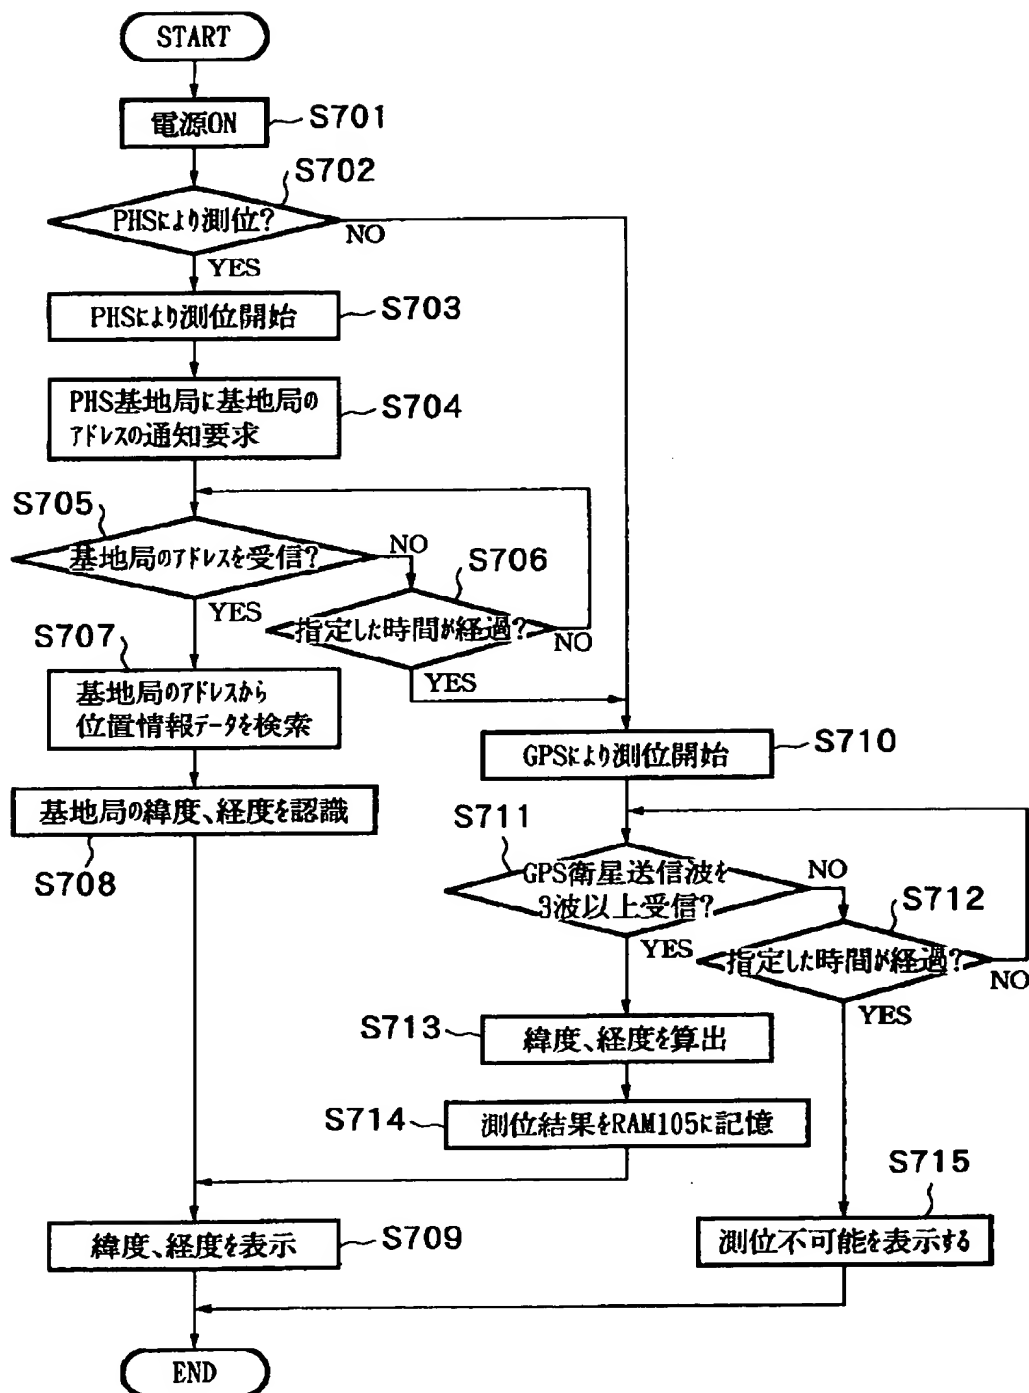 START
電源ON
S701
S702
PHSにより測位?
NO
YES
PHSにより測位開始
S703
PHS基地局に基地局の
アドレスの通知要求
S704
S705
基地局のアドレスを受信?
NO
YES
S706
指定した時間が経過?
NO
YES
S707
基地局のアドレスから
位置情報データを検索
基地局の緯度、経度を認識
S708
GPSにより測位開始
S710
S711
GPS衛星送信波を
3波以上受信?
NO
YES
S712
指定した時間が経過?
NO
YES
S713
緯度、経度を算出
S714
測位結果をRAM105に記憶
S715
測位不可能を表示する
緯度、経度を表示
S709
END